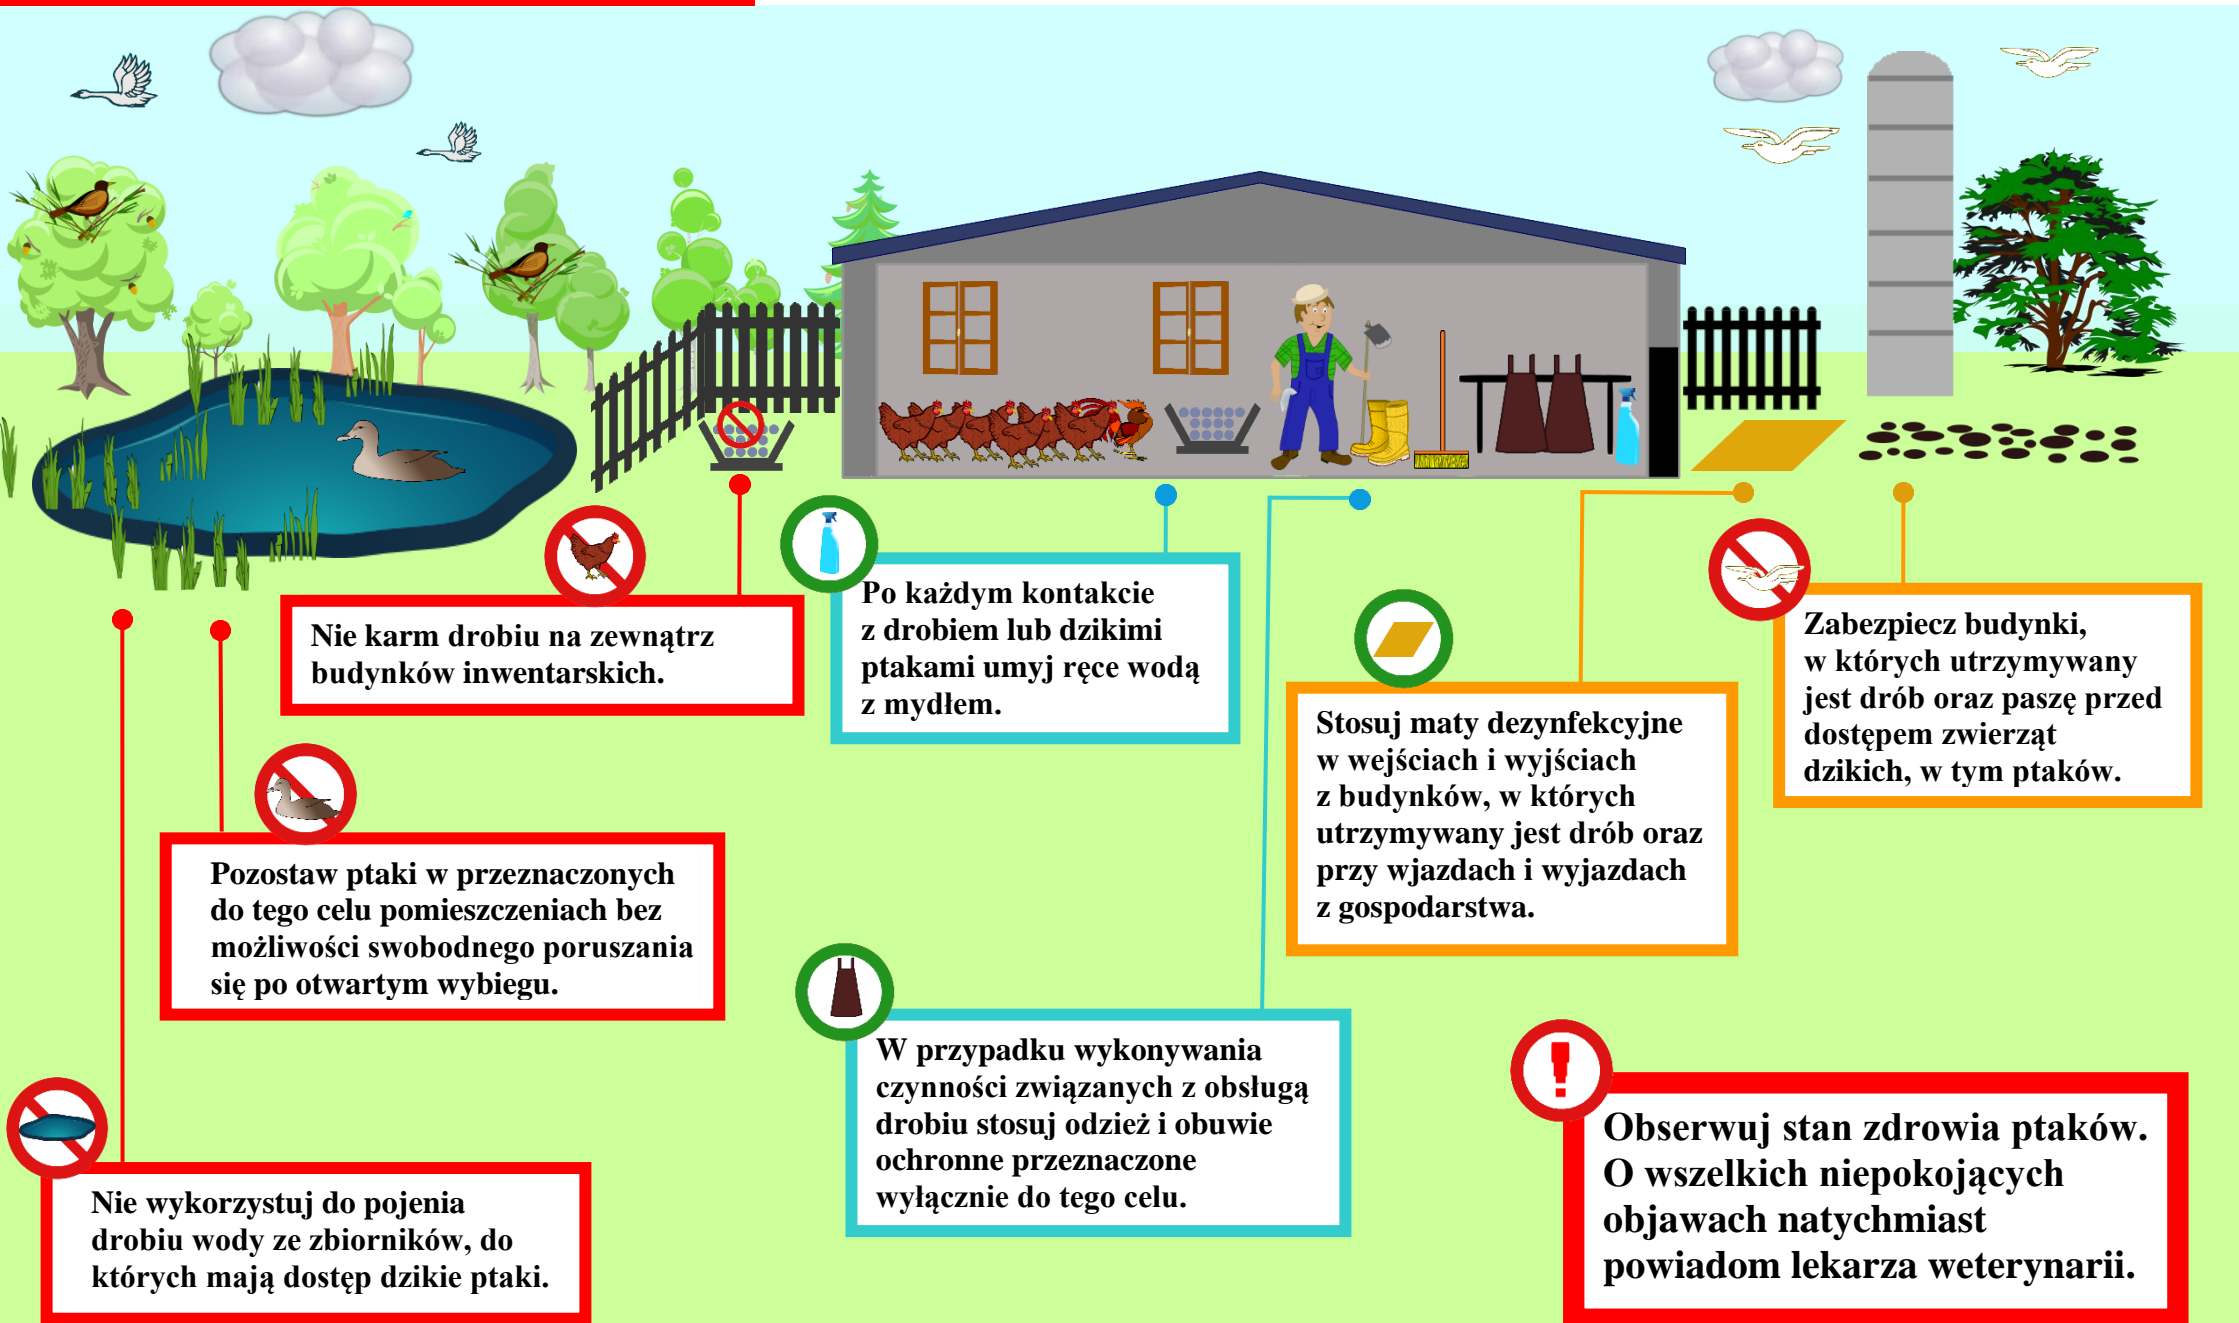 Nie karm drobiu na zewnątrz
budynków inwentarskich.
Po każdym kontakcie
z drobiem lub dzikimi
ptakami umyj ręce wodą
z mydłem.
Stosuj maty dezynfekcyjne
w wejściach i wyjściach
z budynków, w których
utrzymywany jest drób oraz
przy wjazdach i wyjazdach
z gospodarstwa.
Zabezpiecz budynki,
w których utrzymywany
jest drób oraz paszę przed
dostępem zwierząt
dzikich, w tym ptaków.
Pozostaw ptaki w przeznaczonych
do tego celu pomieszczeniach bez
możliwości swobodnego poruszania
się po otwartym wybiegu.
W przypadku wykonywania
czynności związanych z obsługą
drobiu stosuj odzież i obuwie
ochronne przeznaczone
wyłącznie do tego celu.
Nie wykorzystuj do pojenia
drobiu wody ze zbiorników, do
których mają dostęp dzikie ptaki.
Obserwuj stan zdrowia ptaków.
O wszelkich niepokojących
objawach natychmiast
powiadom lekarza weterynarii.